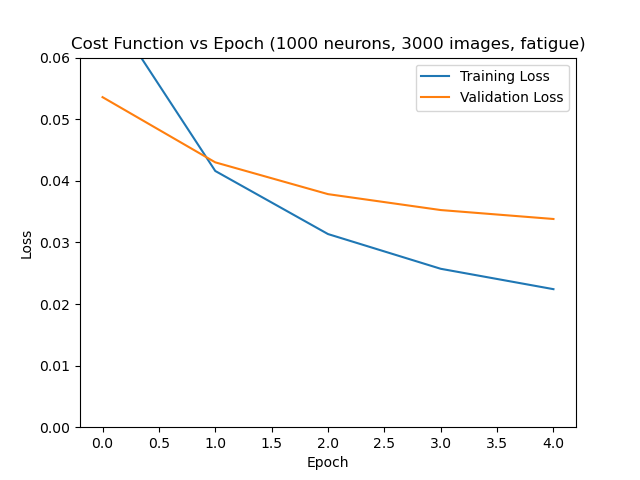 Cost Function vs Epoch (1000 neurons, 3000 images, fatigue)
Training Loss
Validation Loss
0.06
0.05
0.04
0.03
0.02
0.01
0.00
Loss
0.0 0.5 1.0 1.5 2.0 2.5 3.0 3.5 4.0
Epoch